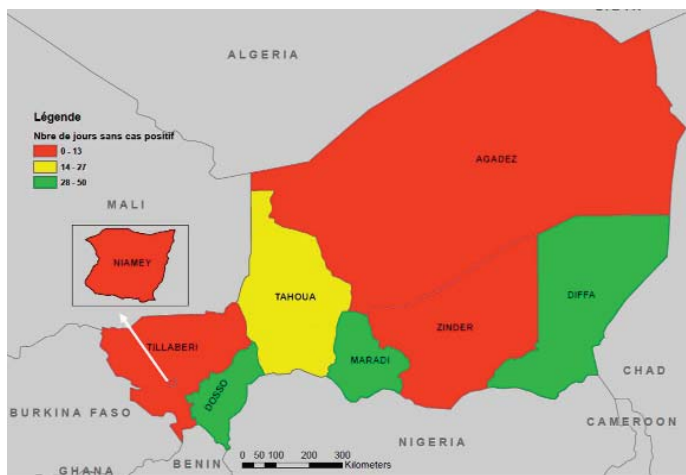 ALGERIA
Légende
Nbre de jours sans cas positif
0 - 13
14 - 27
28 - 50
AGADEZ
MALI
NIAMEY
TAHOUA
DIFFA
ZINDER
TILLABERI
MARADI
DOSSO
CHAD
BURKINA FASO
CAMEROON
NIGERIA
0 50 100 200 300
Kilometers
BENIN
GHANA